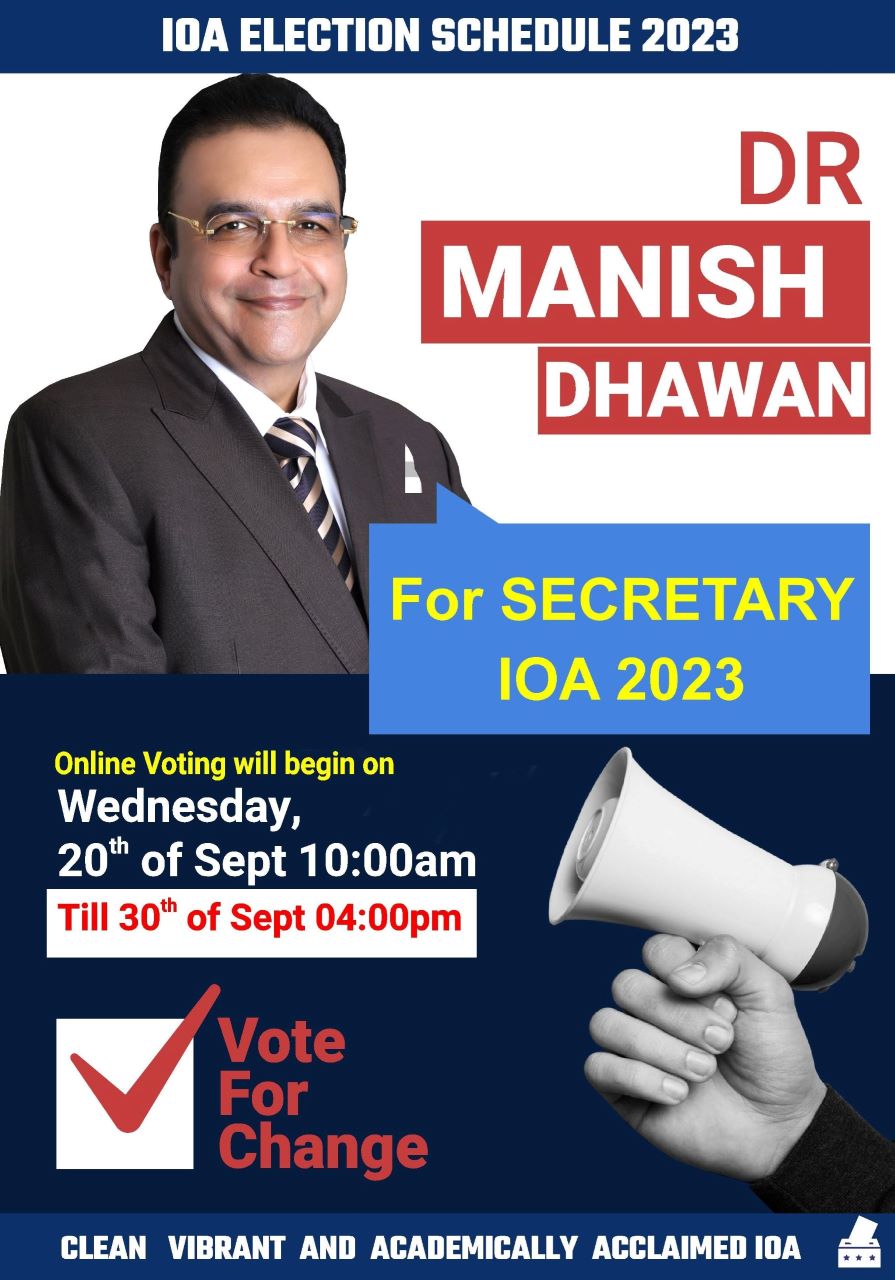 IOA ELECTION SCHEDULE 2023
DR
MANISH
DHAWAN
For SECRETARY
IOA 2023
Online Voting will begin on
Wednesday,
20th of Sept 10:00am
Till 30th of Sept 04:00pm
Vote
For
Change
CLEAN VIBRANT AND ACADEMICALLY ACCLAIMED IOA